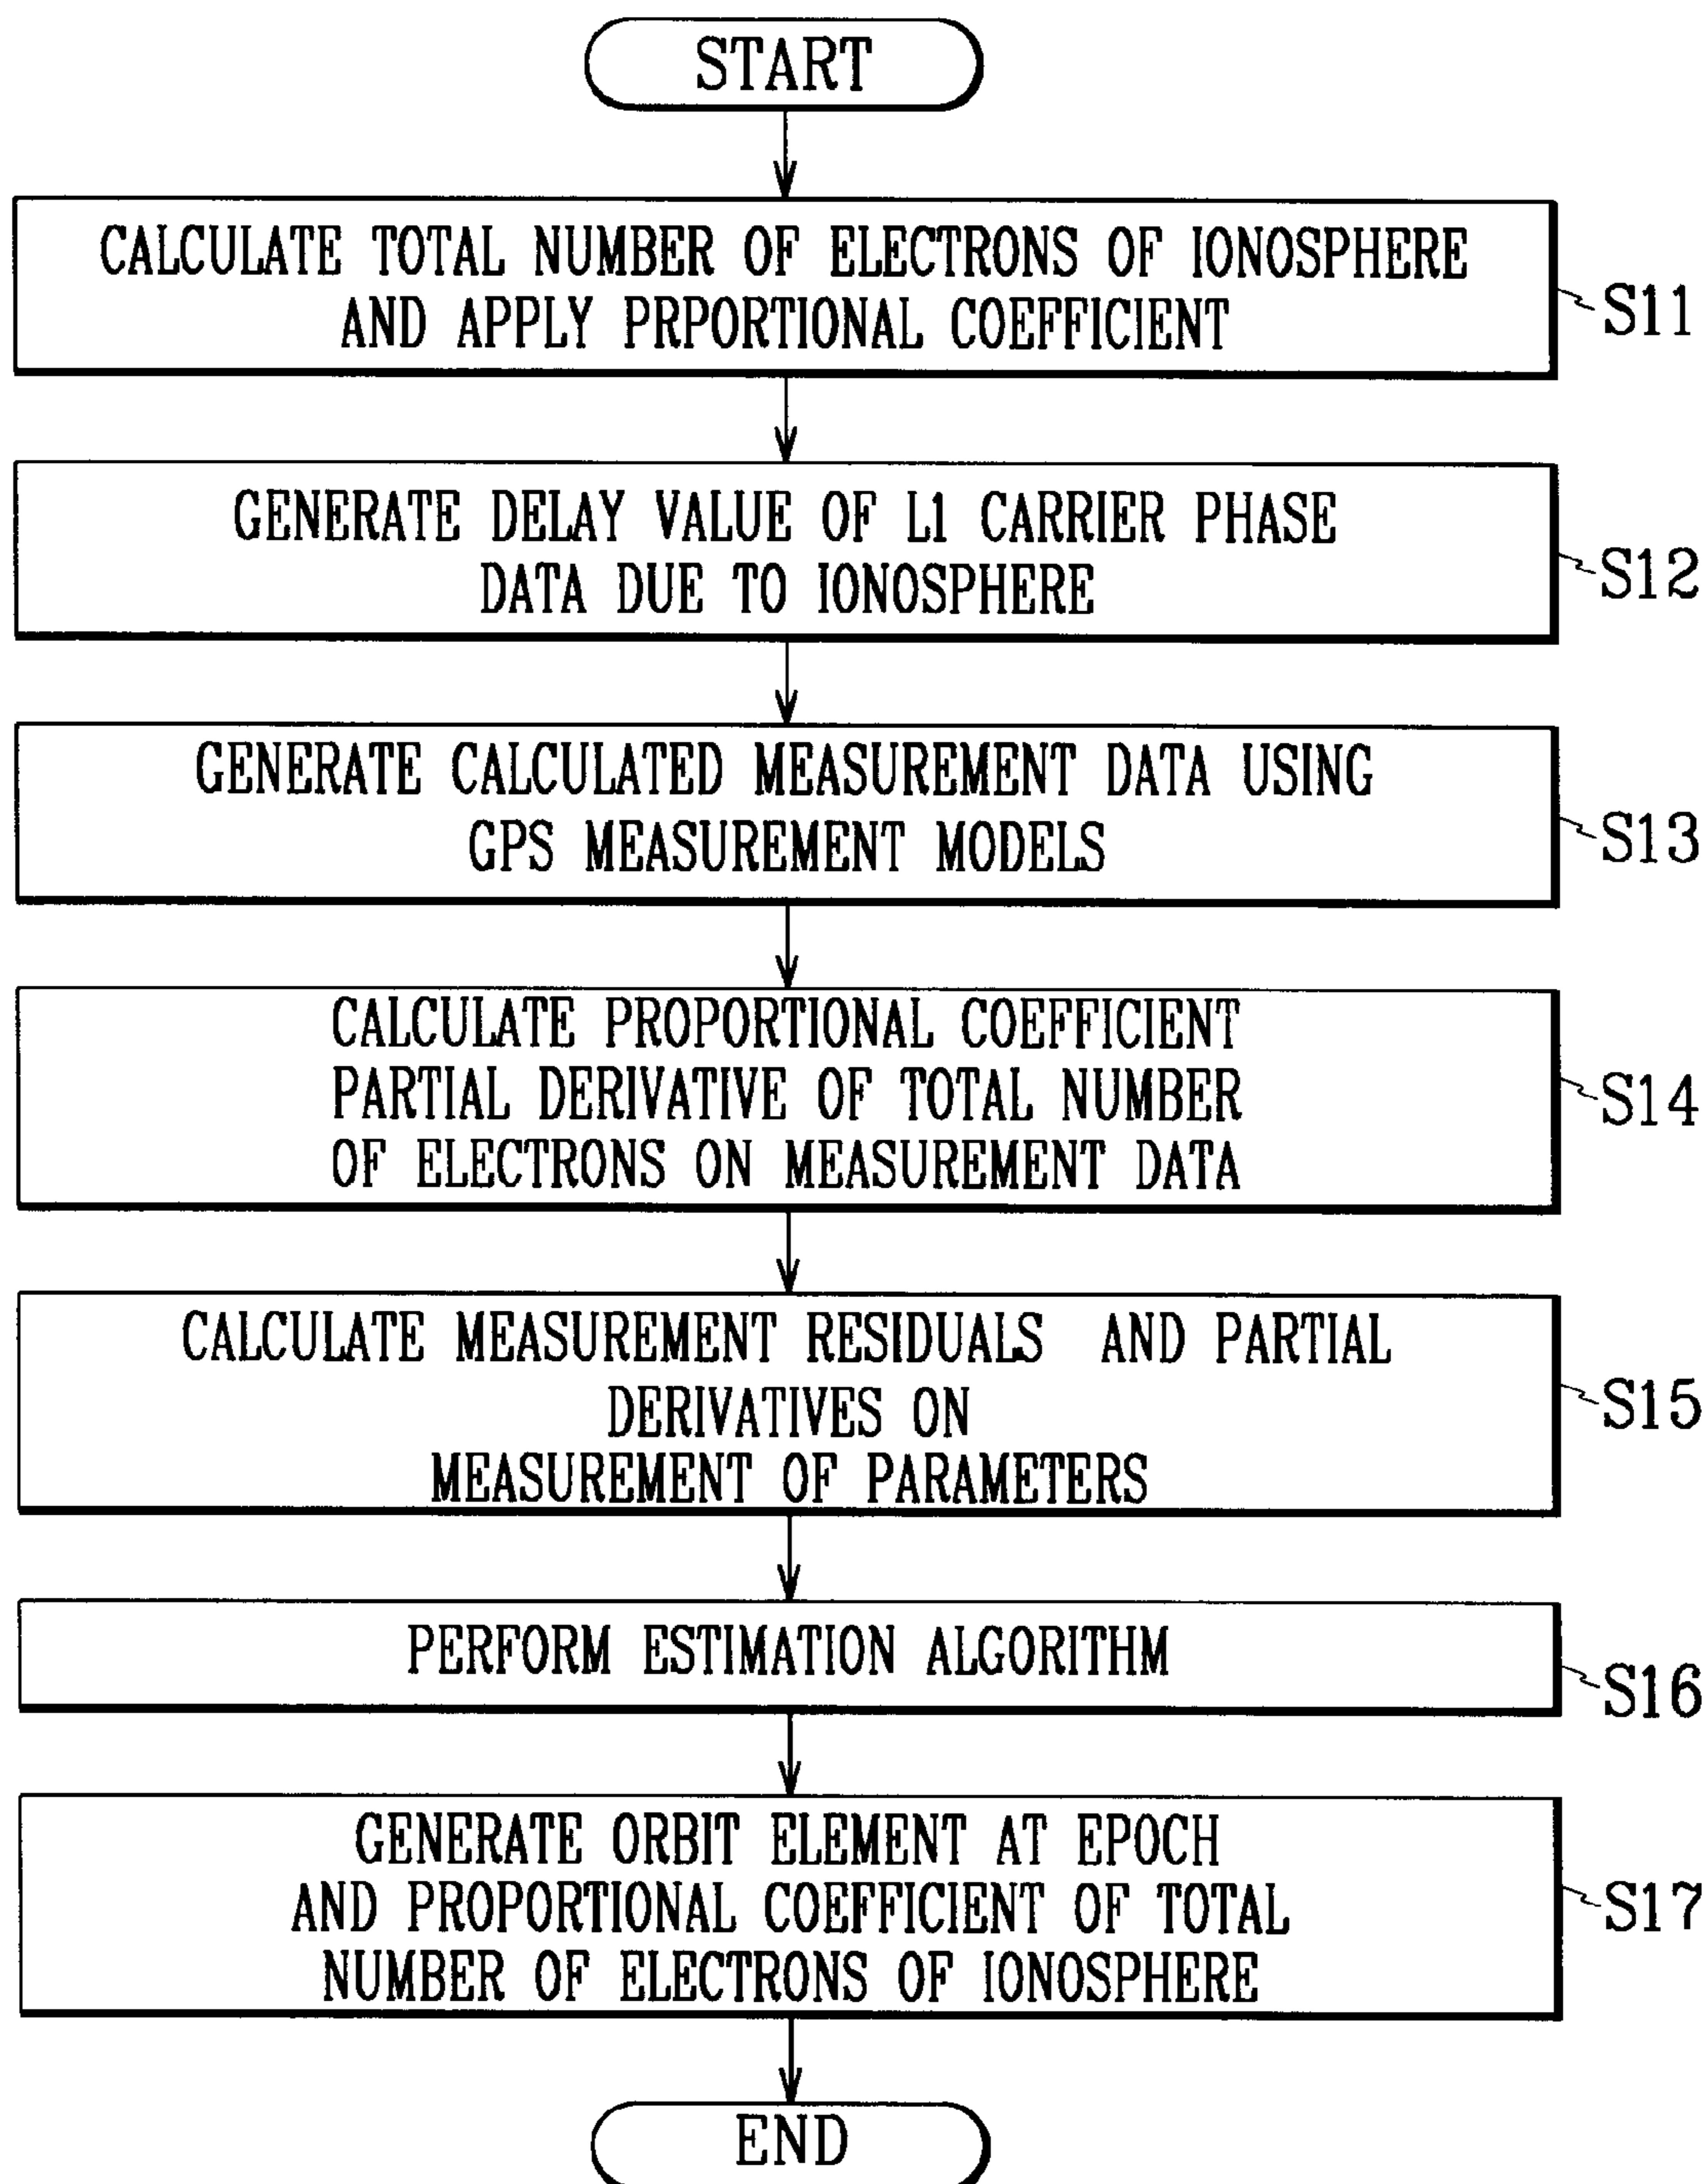 START
CALCULATE TOTAL NUMBER OF ELECTRONS OF IONOSPHERE
AND APPLY PRPORTIONAL COEFFICIENT
S11
GENERATE DELAY VALUE OF L1 CARRIER PHASE
DATA DUE TO IONOSPHERE
S12
GENERATE CALCULATED MEASUREMENT DATA USING
GPS MEASUREMENT MODELS
S13
CALCULATE PROPORTIONAL COEFFICIENT
PARTIAL DERIVATIVE OF TOTAL NUMBER
OF ELECTRONS ON MEASUREMENT DATA
S14
CALCULATE MEASUREMENT RESIDUALS AND PARTIAL
DERIVATIVES ON
MEASUREMENT OF PARAMETERS
S15
PERFORM ESTIMATION ALGORITHM
S16
GENERATE ORBIT ELEMENT AT EPOCH
AND PROPORTIONAL COEFFICIENT OF TOTAL
NUMBER OF ELECTRONS OF IONOSPHERE
S17
END